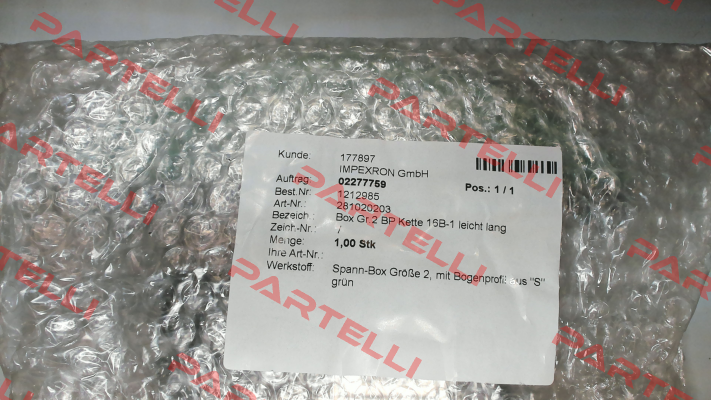 PARTELLI
PARTELLI
PARTELLI
PARTELLI
PARTELLI
PARTELLI
PARTELLI
Kunde: 177897
IMPEXRON GmbH
Auftrag: 02277759 Pos.: 1 / 1
Best.Nr: 1212985
Art-Nr.: 281020203
Bezeich.: Box Gr.2 BP Kette 16B-1 leicht lang
Zeich-Nr.: /
Menge: 1,00 Stk
Ihre Art-Nr.:
Werkstoff: Spann-Box Größe 2, mit Bogenprofil aus "S"
grün